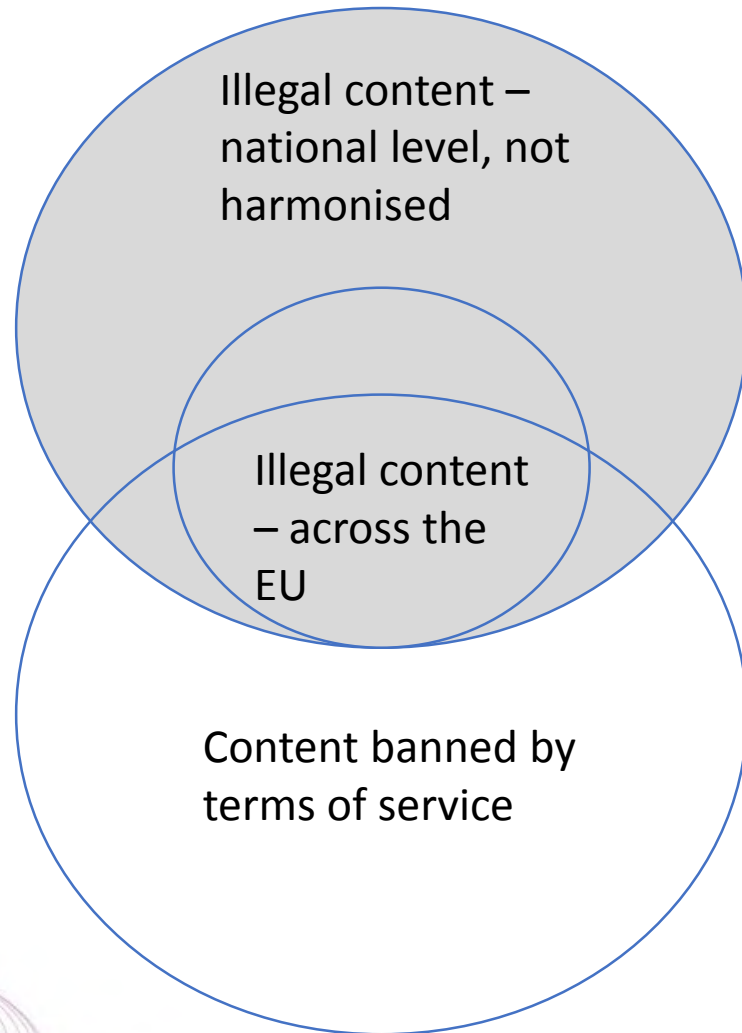 Illegal content –
national level, not
harmonised
Illegal content
– across the
EU
Content banned by
terms of service